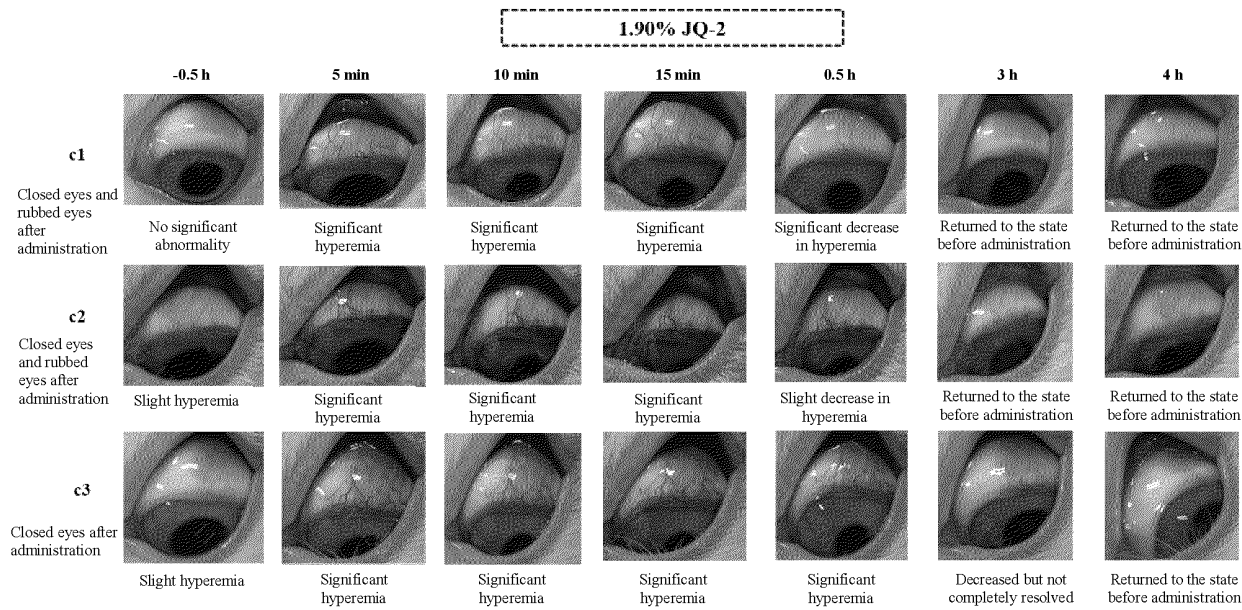 1.90% JQ-2
-0.5 h 5 min 10 min 15 min 0.5 h 3 h 4 h
c1
Closed eyes and
rubbed eyes
after
administration
No significant
abnormality
Significant
hyperemia
Significant
hyperemia
Significant
hyperemia
Significant decrease
in hyperemia
Returned to the state
before administration
Returned to the state
before administration
c2
Closed eyes
and rubbed
eyes after
administration
Slight hyperemia
Significant
hyperemia
Significant
hyperemia
Significant
hyperemia
Slight decrease in
hyperemia
Returned to the state
before administration
Returned to the state
before administration
c3
Closed eyes after
administration
Slight hyperemia
Significant
hyperemia
Significant
hyperemia
Significant
hyperemia
Significant
hyperemia
Decreased but not
completely resolved
Returned to the state
before administration